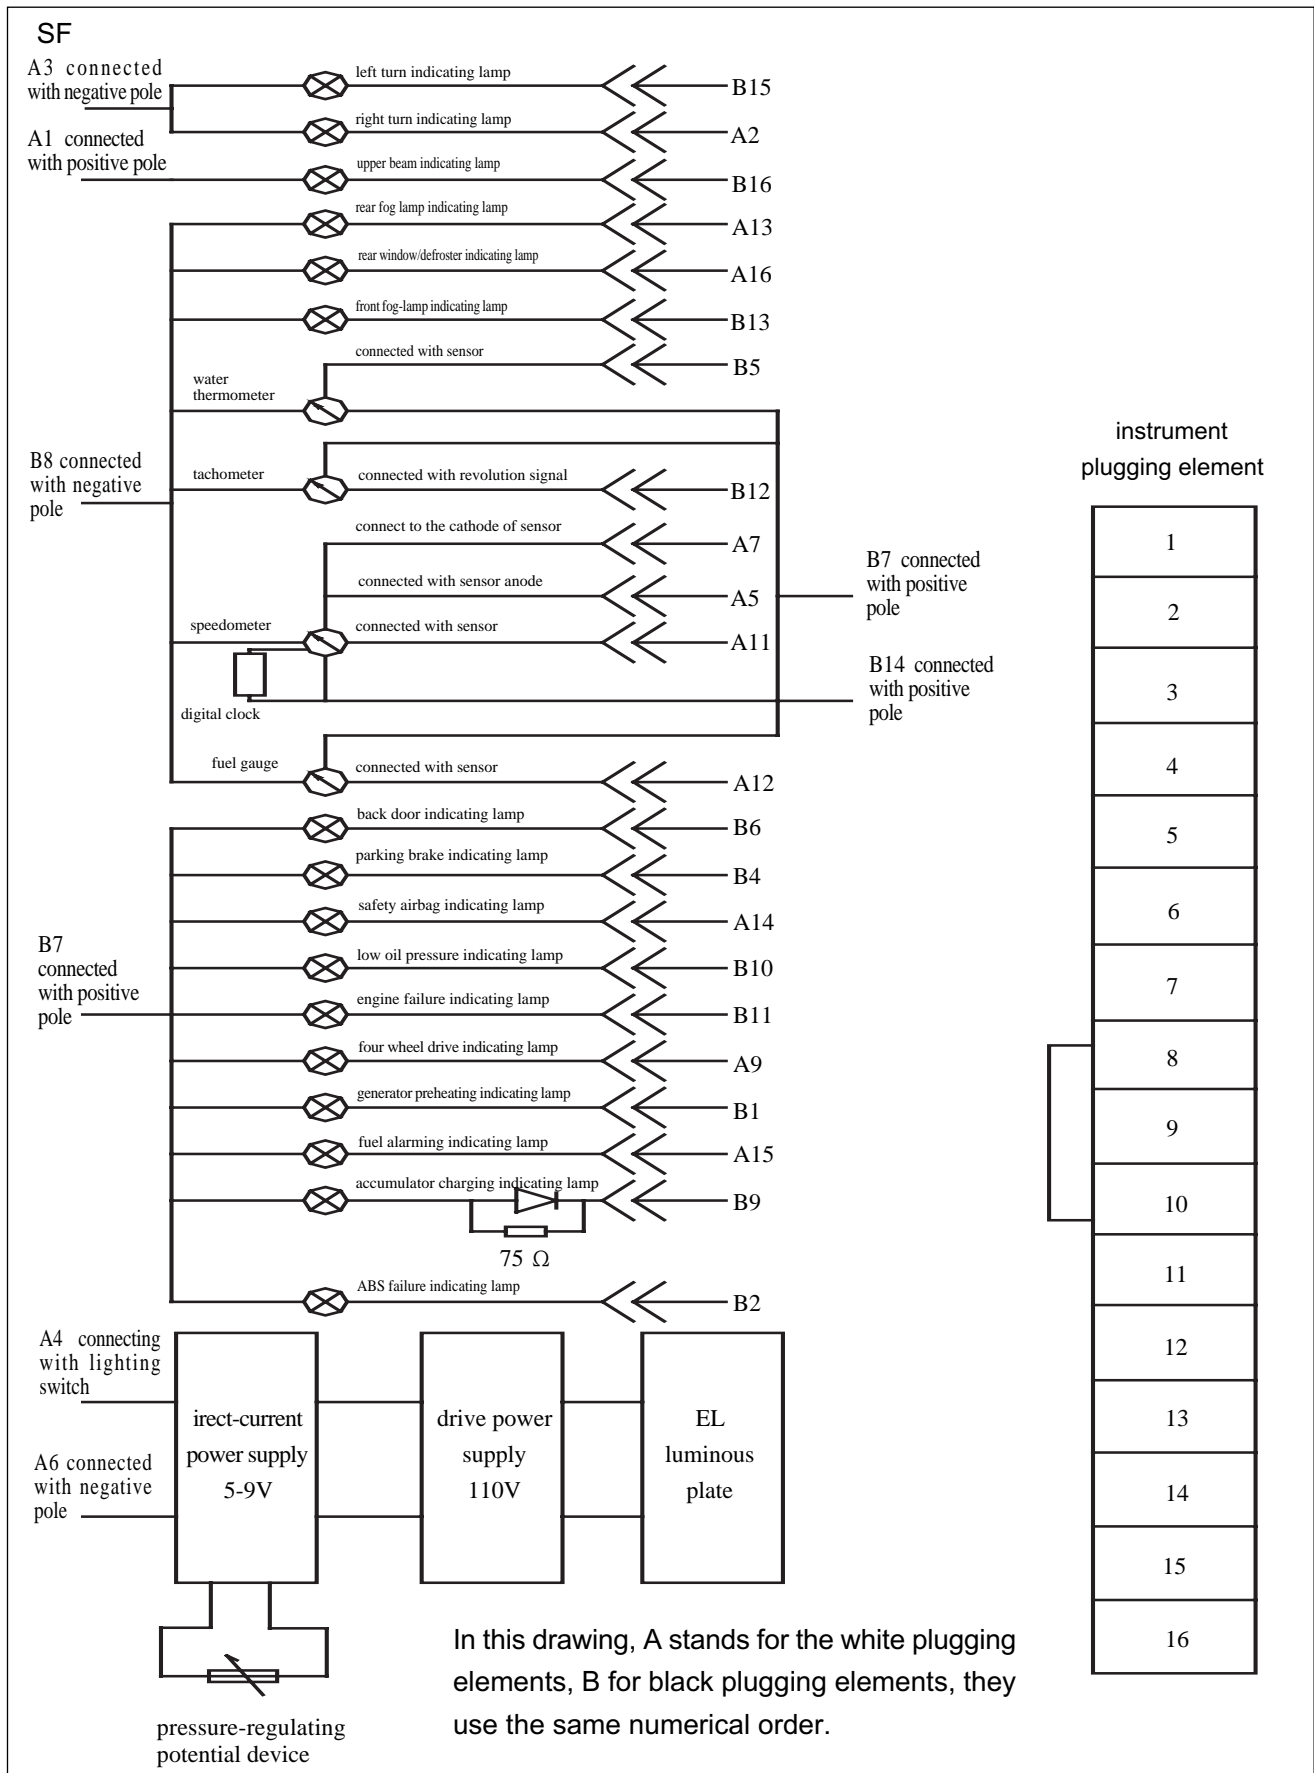 SF
A3 connected
with negative pole
left turn indicating lamp
B15
right turn indicating lamp
A2
A1 connected
with positive pole
upper beam indicating lamp
B16
rear fog lamp indicating lamp
A13
rear window/defroster indicating lamp
A16
front fog-lamp indicating lamp
B13
connected with sensor
B5
water
thermometer
B8 connected
with negative
pole
tachometer
connected with revolution signal
B12
connect to the cathode of sensor
A7
connected with sensor anode
A5
speedometer
connected with sensor
A11
digital clock
B7 connected
with positive
pole
B14 connected
with positive
pole
fuel gauge
connected with sensor
A12
back door indicating lamp
B6
parking brake indicating lamp
B4
safety airbag indicating lamp
A14
B7
connected
with positive
pole
low oil pressure indicating lamp
B10
engine failure indicating lamp
B11
four wheel drive indicating lamp
A9
generator preheating indicating lamp
B1
fuel alarming indicating lamp
A15
accumulator charging indicating lamp
B9
75 Ω
ABS failure indicating lamp
B2
A4 connecting
with lighting
switch
A6 connected
with negative
pole
irect-current
power supply
5-9V
drive power
supply
110V
EL
luminous
plate
pressure-regulating
potential device
In this drawing, A stands for the white plugging
elements, B for black plugging elements, they
use the same numerical order.
instrument
plugging element
1
2
3
4
5
6
7
8
9
10
11
12
13
14
15
16